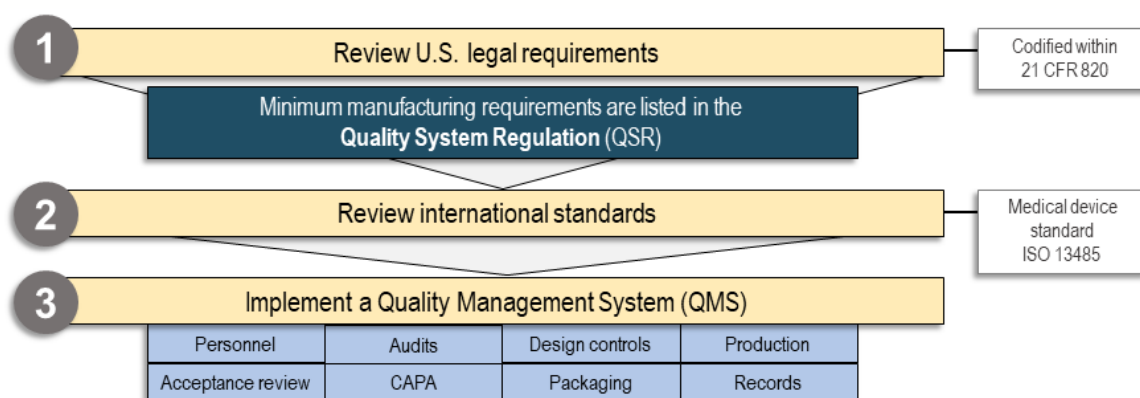 1
Review U.S. legal requirements
Codified within
21 CFR 820
Minimum manufacturing requirements are listed in the
Quality System Regulation (QSR)
2
Review international standards
Medical device
standard
ISO 13485
3
Implement a Quality Management System (QMS)
Personnel
Audits
Design controls
Production
Acceptance review
CAPA
Packaging
Records